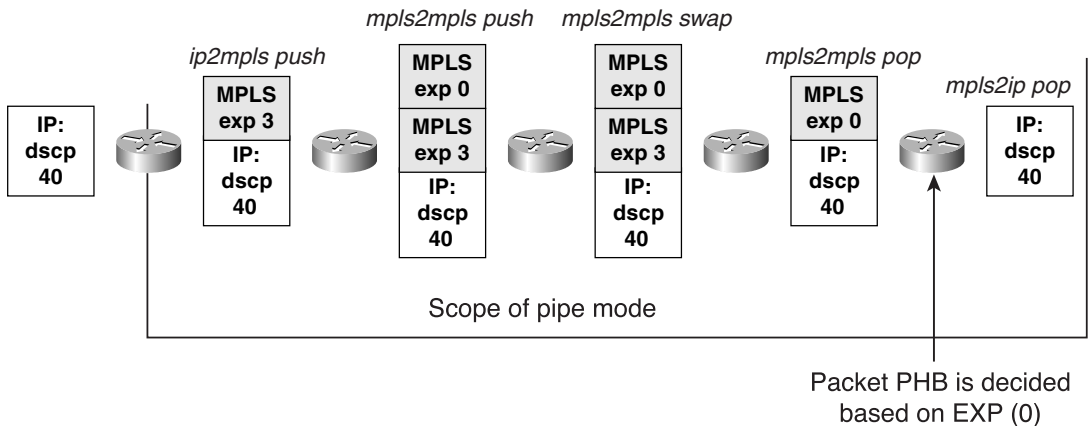 mpls2mpls push
mpls2mpls swap
ip2mpls push
mpls2mpls pop
mpls2ip pop
IP:
dscp
40
MPLS
exp 3
IP:
dscp
40
MPLS
exp 0
MPLS
exp 3
IP:
dscp
40
MPLS
exp 0
MPLS
exp 3
IP:
dscp
40
MPLS
exp 0
IP:
dscp
40
IP:
dscp
40
Scope of pipe mode
Packet PHB is decided
based on EXP (0)